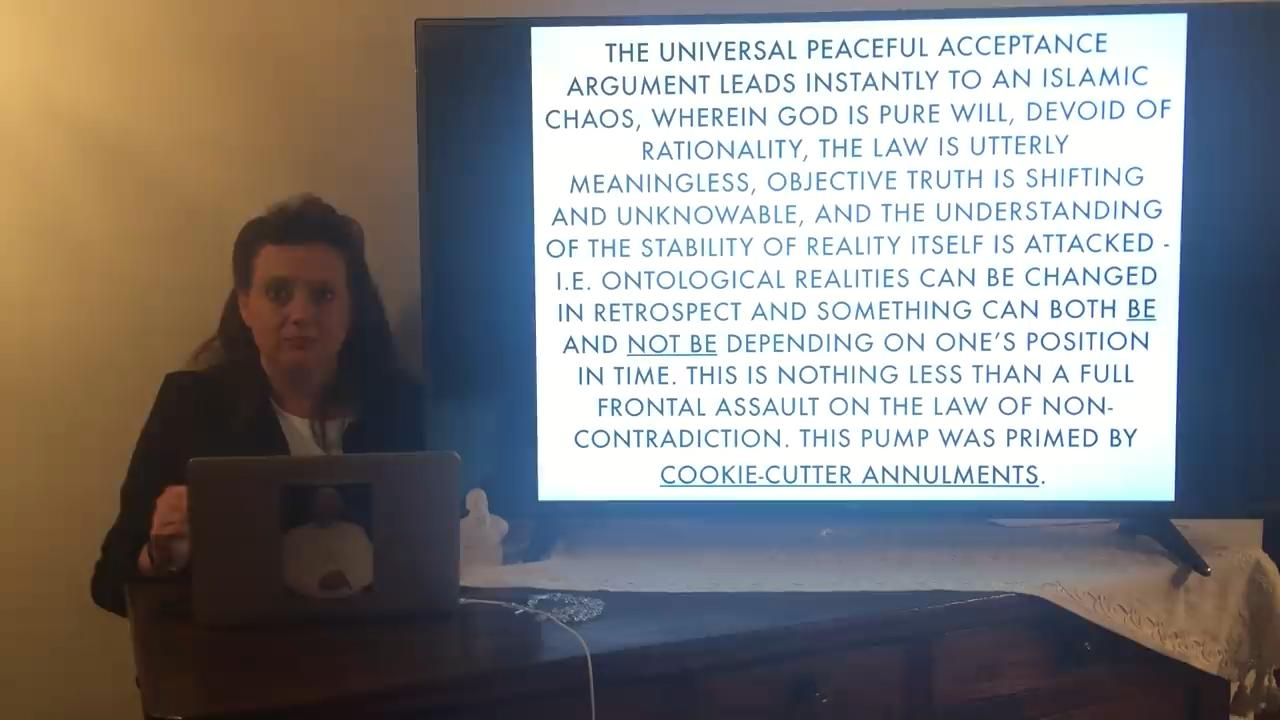 THE UNIVERSAL PEACEFUL ACCEPTANCE
ARGUMENT LEADS INSTANTLY TO AN ISLAMIC
CHAOS, WHEREIN GOD IS PURE WILL, DEVOID OF
RATIONALITY, THE LAW IS UTTERLY
MEANINGLESS, OBJECTIVE TRUTH IS SHIFTING
AND UNKNOWABLE, AND THE UNDERSTANDING
OF THE STABILITY OF REALITY ITSELF IS ATTACKED -
I.E. ONTOLOGICAL REALITIES CAN BE CHANGED
IN RETROSPECT AND SOMETHING CAN BOTH BE
AND NOT BE DEPENDING ON ONE'S POSITION
IN TIME. THIS IS NOTHING LESS THAN A FULL
FRONTAL ASSAULT ON THE LAW OF NON-
CONTRADICTION. THIS PUMP WAS PRIMED BY
COOKIE-CUTTER ANNULMENTS.